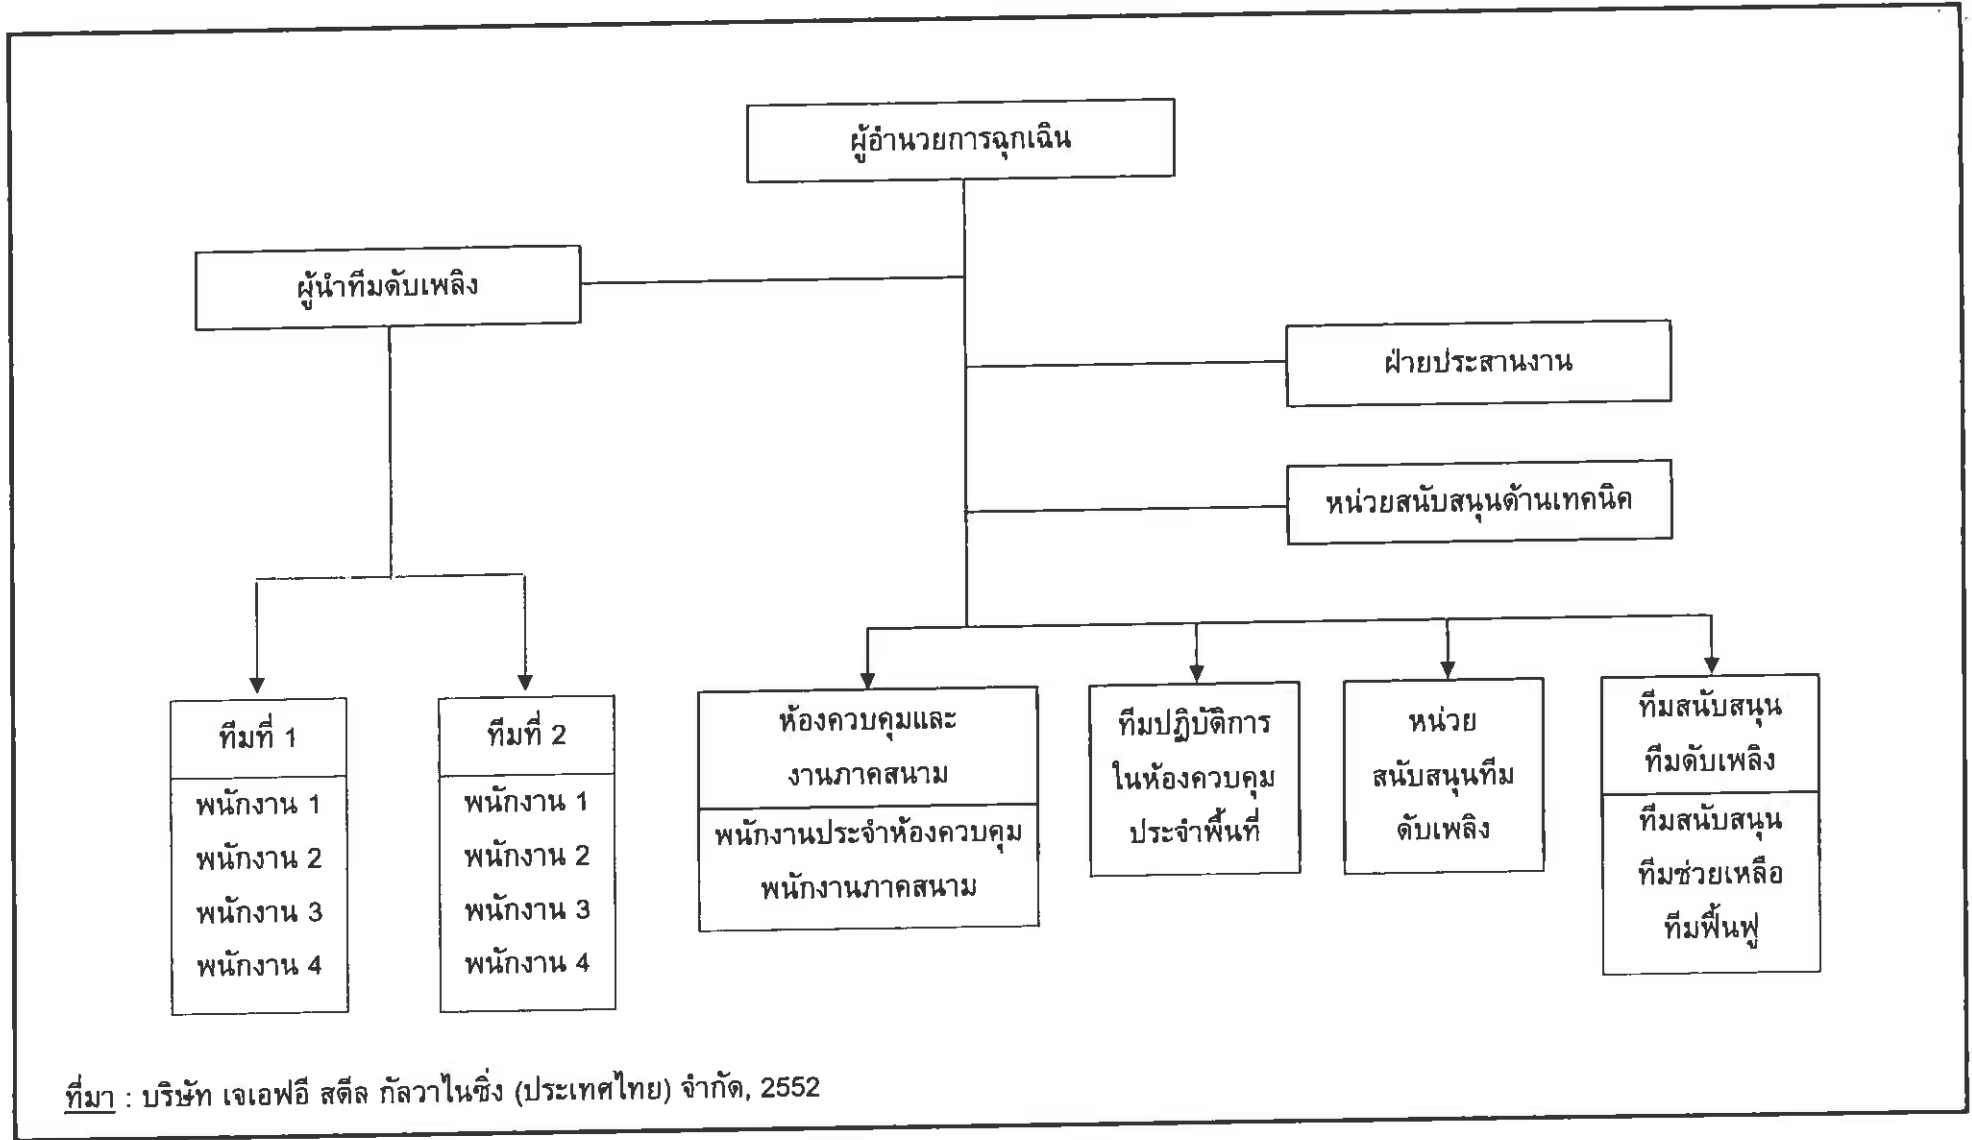 ผู้อำนวยการฉุกเฉิน
ผู้นำทีมดับเพลิง
ฝ่ายประสานงาน
หน่วยสนับสนุนด้านเทคนิค
ทีมที่ 1
พนักงาน 1
พนักงาน 2
พนักงาน 3
พนักงาน 4
ทีมที่ 2
พนักงาน 1
พนักงาน 2
พนักงาน 3
พนักงาน 4
ห้องควบคุมและ
งานภาคสนาม
พนักงานประจำห้องควบคุม
พนักงานภาคสนาม
ทีมปฏิบัติการ
ในห้องควบคุม
ประจำพื้นที่
หน่วย
สนับสนุนทีม
ดับเพลิง
ทีมสนับสนุน
ทีมดับเพลิง
ทีมสนับสนุน
ทีมช่วยเหลือ
ทีมฟื้นฟู
ที่มา : บริษัท เจเอฟอี สตีล กัลวาไนซิ่ง (ประเทศไทย) จำกัด, 2552